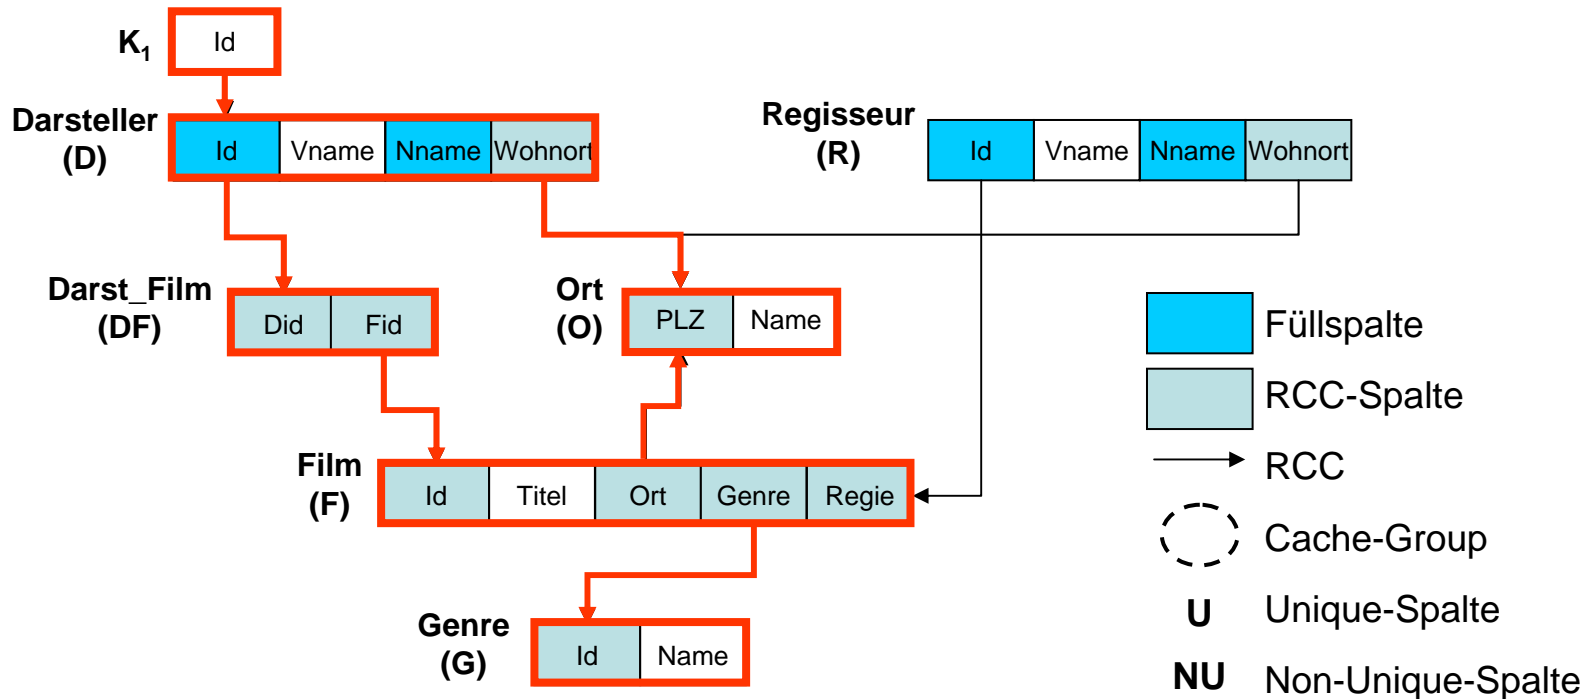 K1
Id
Darsteller
(D)
Id Vname Nname Wohnort
Regisseur
(R)
Id Vname Nname Wohnort
Darst_Film
(DF)
Did Fid
Ort
(O)
PLZ Name
Film
(F)
Id Titel Ort Genre Regie
Genre
(G)
Id Name
Füllspalte
RCC-Spalte
RCC
Cache-Group
U Unique-Spalte
NU Non-Unique-Spalte